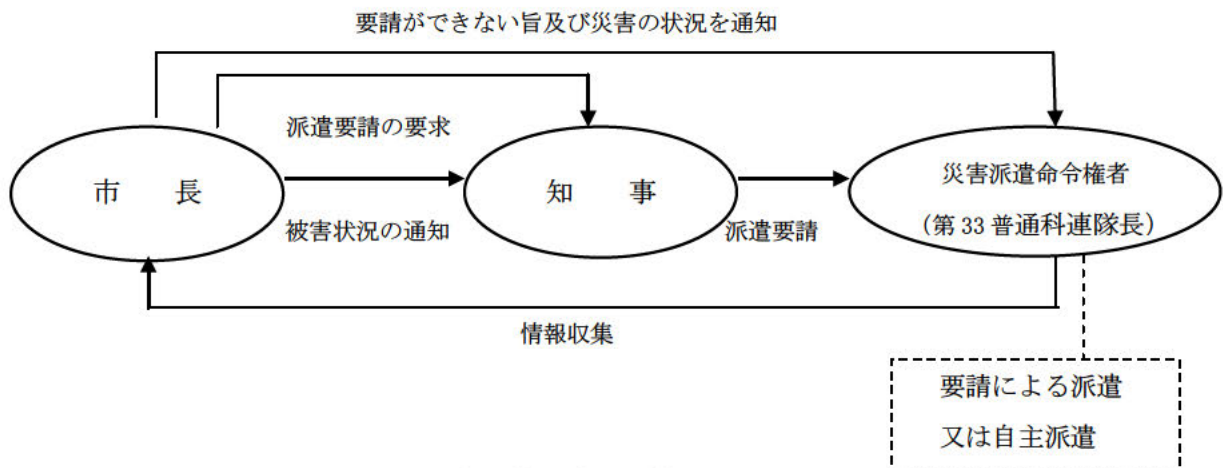 要請ができない旨及び災害の状況を通知
派遣要請の要求
市　長
知　事
災害派遣命令権者
(第 33 普通科連隊長)
被害状況の通知
派遣要請
情報収集
要請による派遣
又は自主派遣